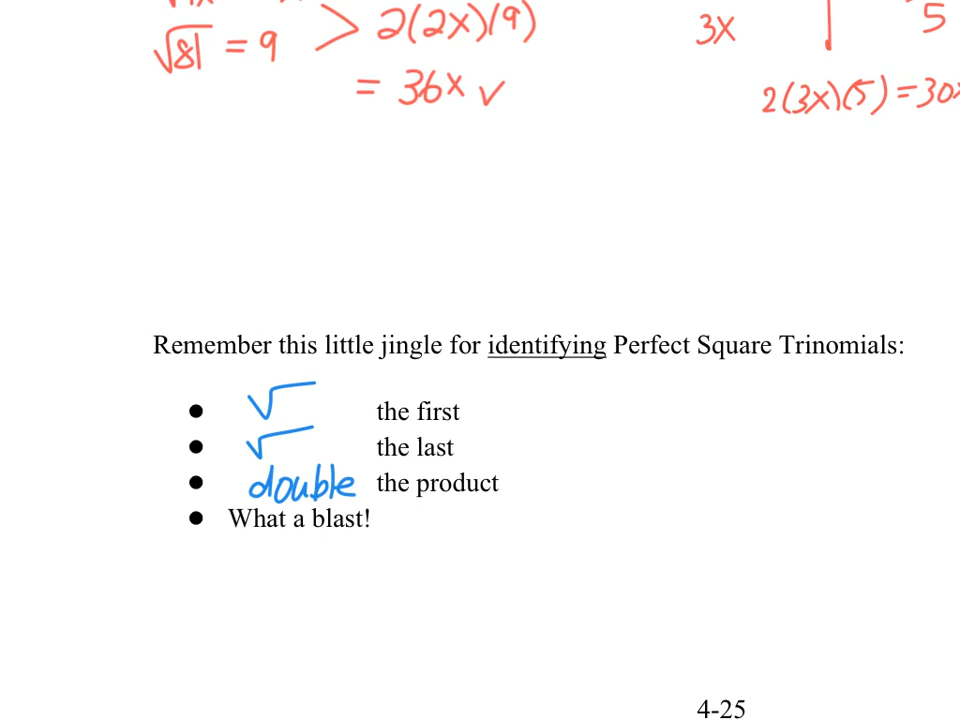 √81 = 9 > 2(2x)(9)
= 36x ✓
3x 5
2(3x)(5) = 30x
Remember this little jingle for identifying Perfect Square Trinomials:
● √ the first
● √ the last
● double the product
● What a blast!
4-25